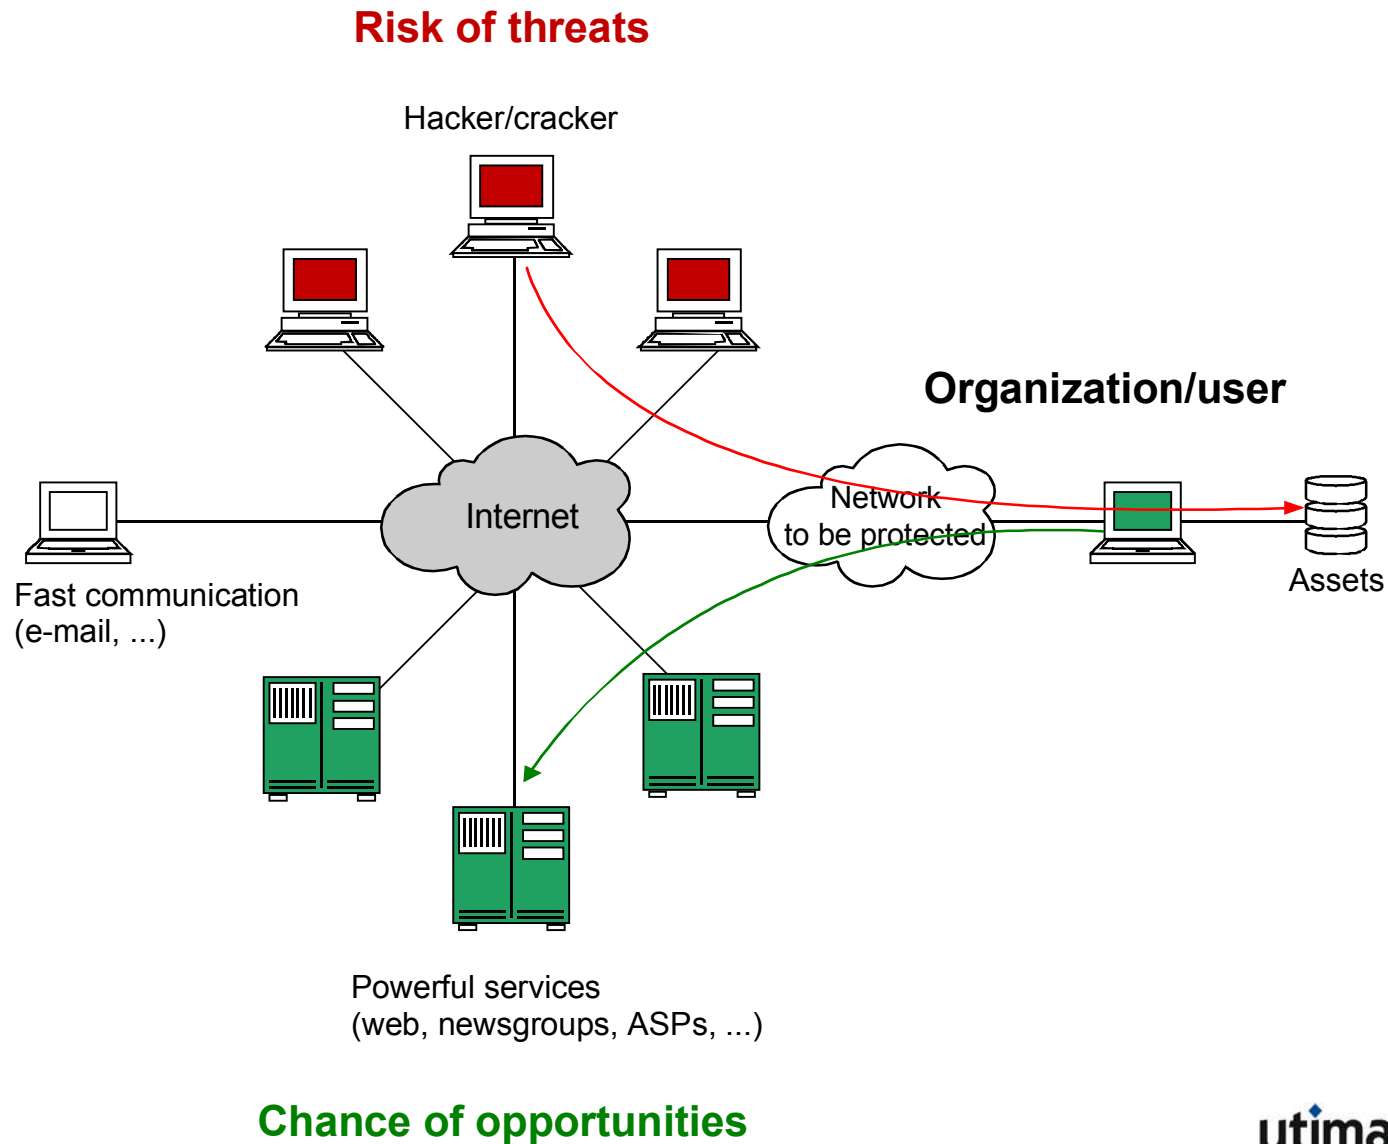 Risk of threats
Hacker/cracker
Organization/user
Internet
Network
to be protected
Assets
Fast communication
(e-mail, ...)
Powerful services
(web, newsgroups, ASPs, ...)
Chance of opportunities
utima